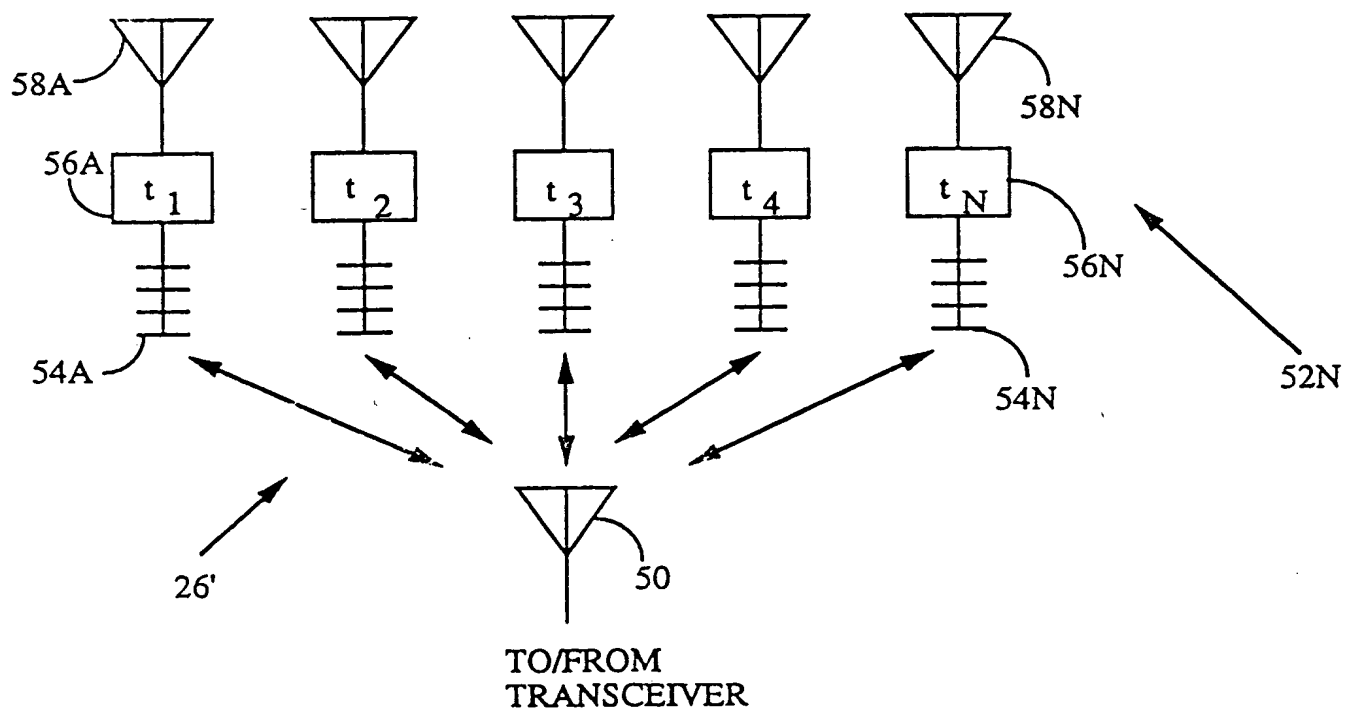 58A
58N
56A
t 1
t 2
t 3
t 4
t N
56N
54A
54N
52N
26'
50
TO/FROM
TRANSCEIVER